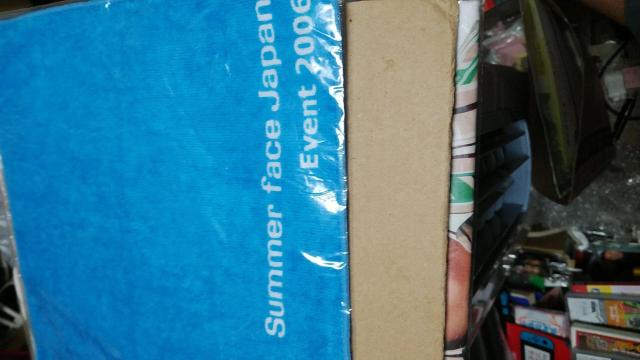 Summer face Japan
Event 2006